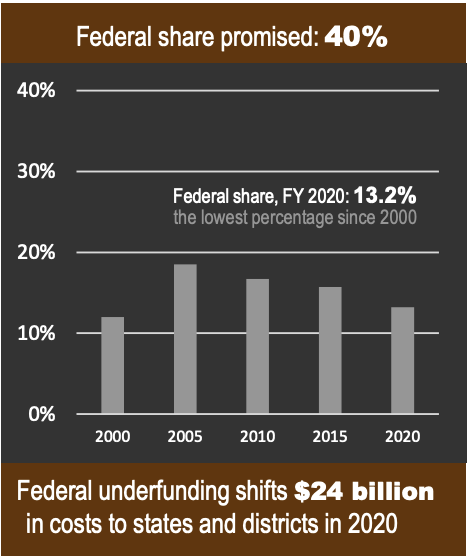 Federal share promised: 40%
40%
30%
Federal share, FY 2020: 13.2%
the lowest percentage since 2000
20%
10%
0%
2000 2005 2010 2015 2020
Federal underfunding shifts $24 billion
in costs to states and districts in 2020